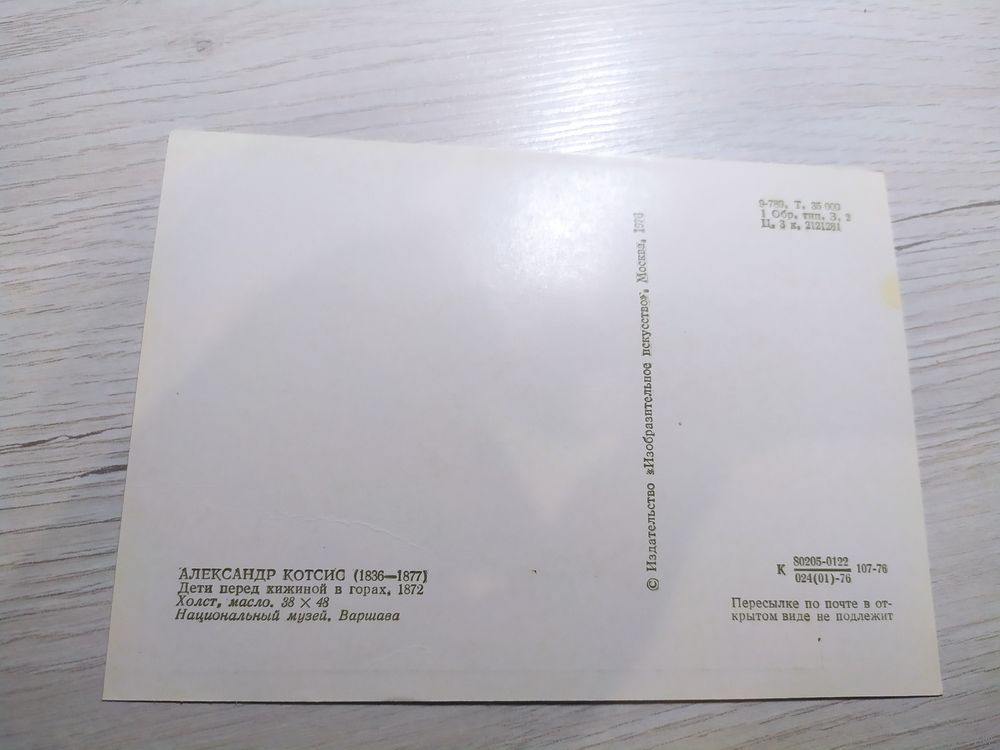 АЛЕКСАНДР КОТСИС (1836—1877)
Дети перед хижиной в горах, 1872
Холст, масло. 38 × 48
Национальный музей, Варшава
© Издательство «Изобразительное искусство», Москва, 1976
9-789. Т. 35 000
1 Обр. тип. З. 2
Ц. 3 к. 2121281
К 80205-0122 107-76
024(01)-76
Пересылке по почте в от-
крытом виде не подлежит